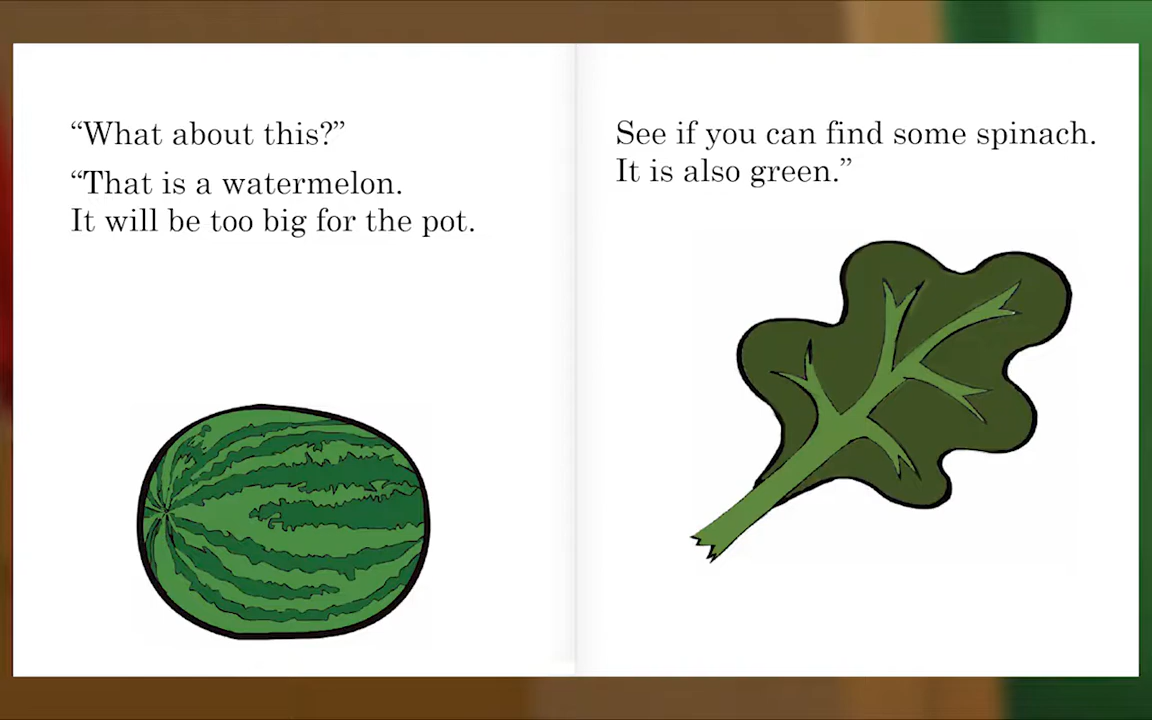 “What about this?”
“That is a watermelon.
It will be too big for the pot.
See if you can find some spinach.
It is also green.”